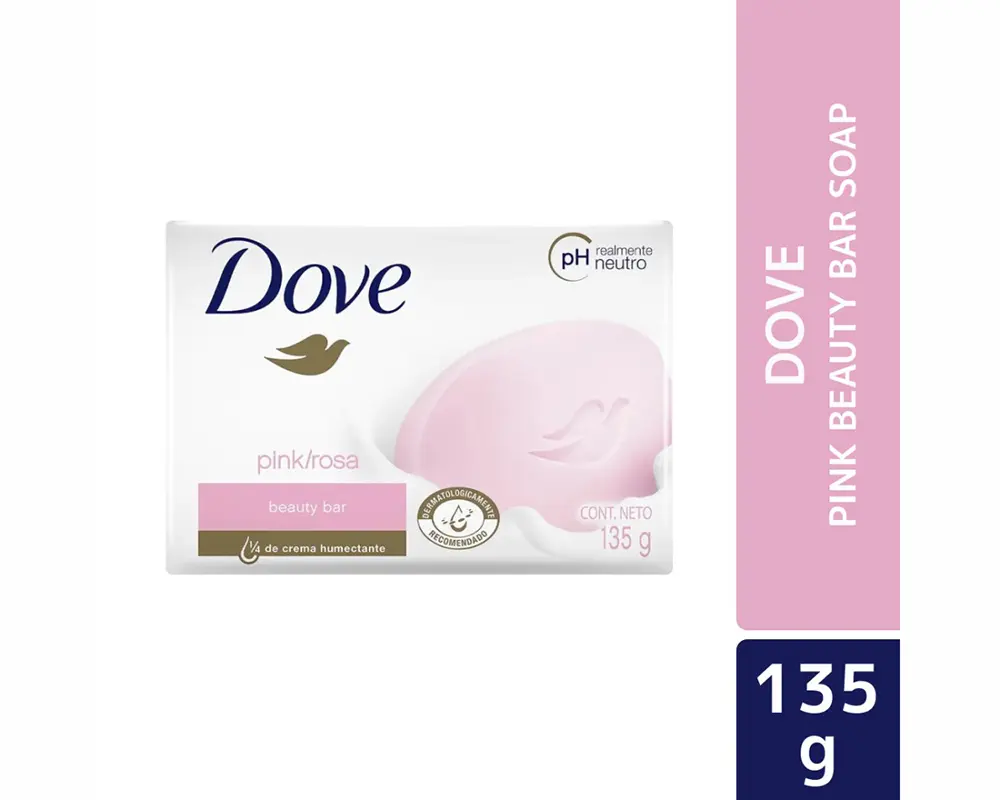 Dove
pH realmente
neutro
pink/rosa
beauty bar
¼ de crema humectante
DERMATOLOGICAMENTE
RECOMENDADO
CONT. NETO
135 g
DOVE
PINK BEAUTY BAR SOAP
135
g